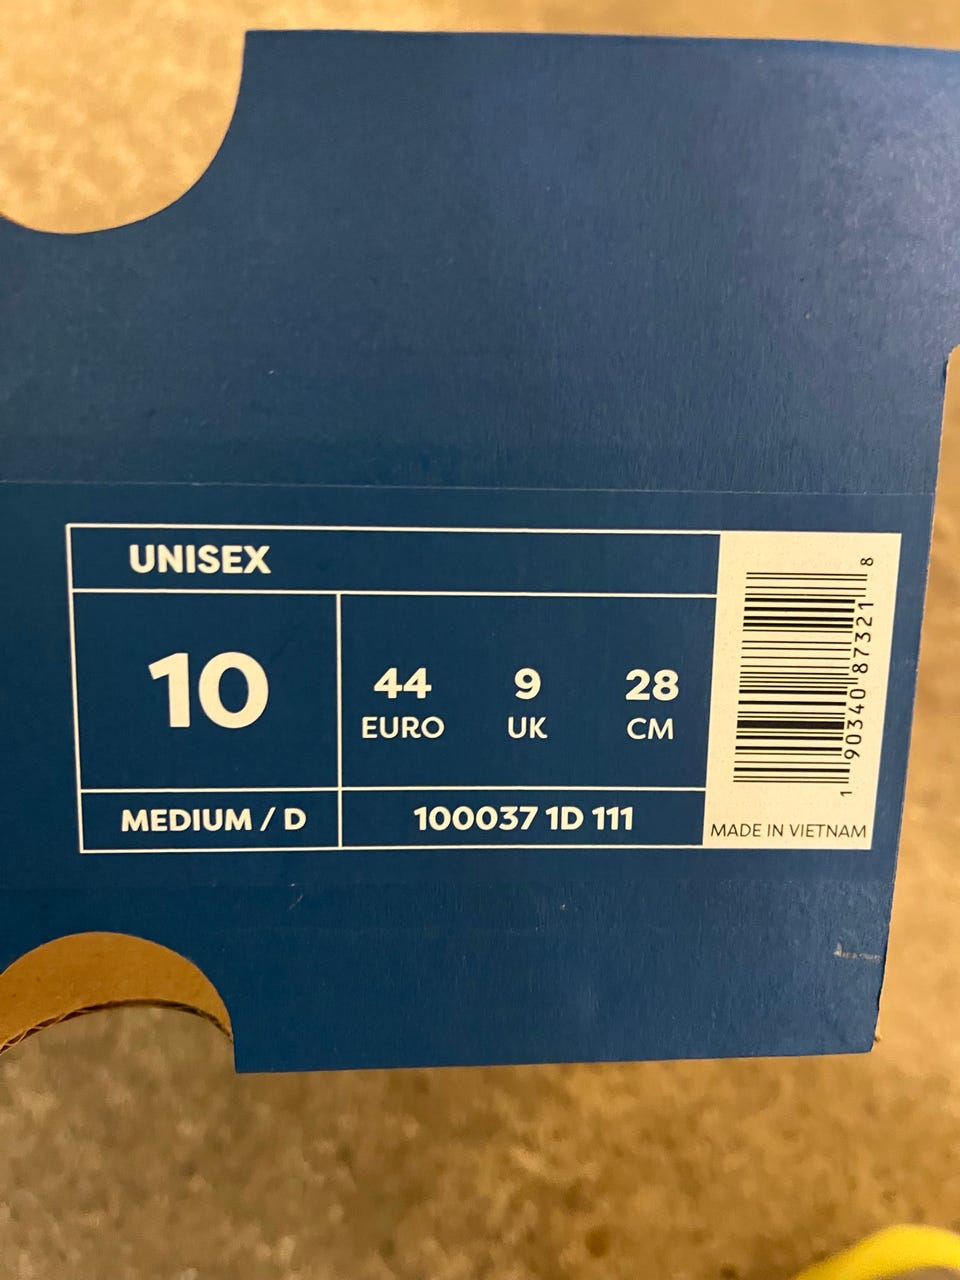 UNISEX
10
44 9 28
EURO UK CM
MEDIUM / D
100037 1D 111
1 90340 87321 8
MADE IN VIETNAM